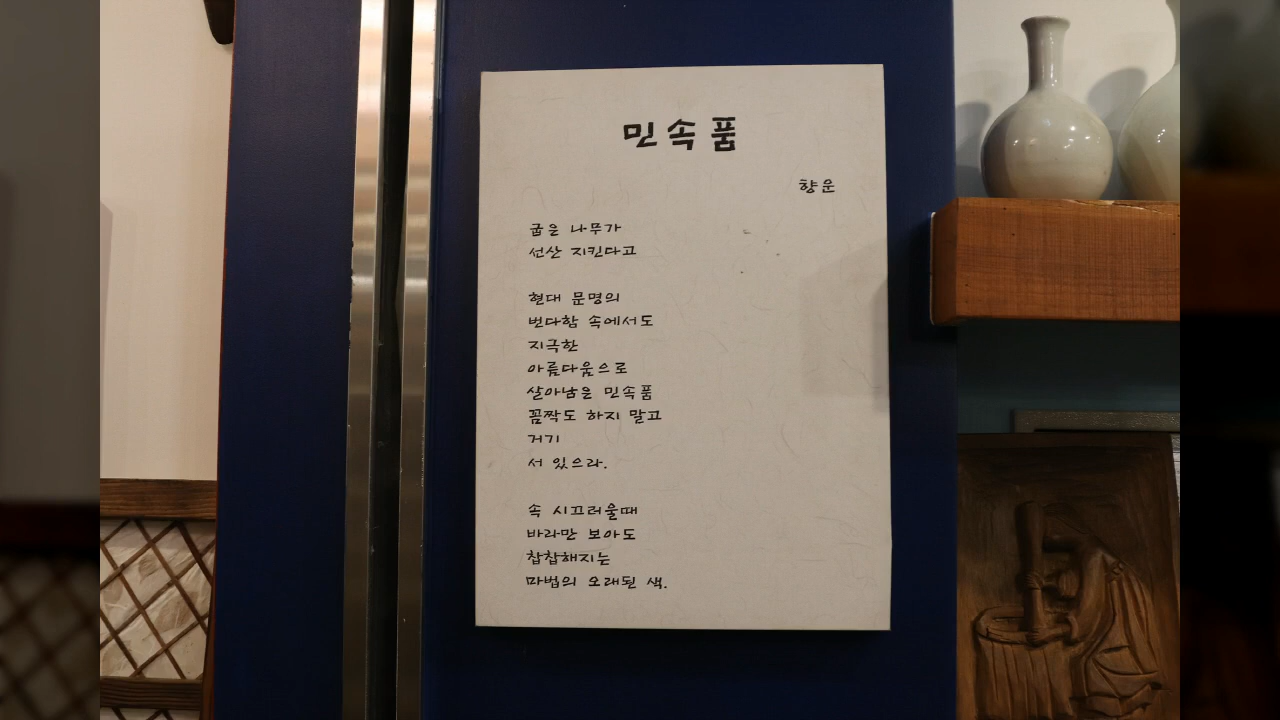 민속품
향운
굽은 나무가
선산 지킨다고
현대 문명의
번다함 속에서도
지극한
아름다움으로
살아남은 민속품
꼼짝도 하지 말고
거기
서 있으라.
속 시끄러울때
바라만 보아도
찹찹해지는
마법의 오래된 색.